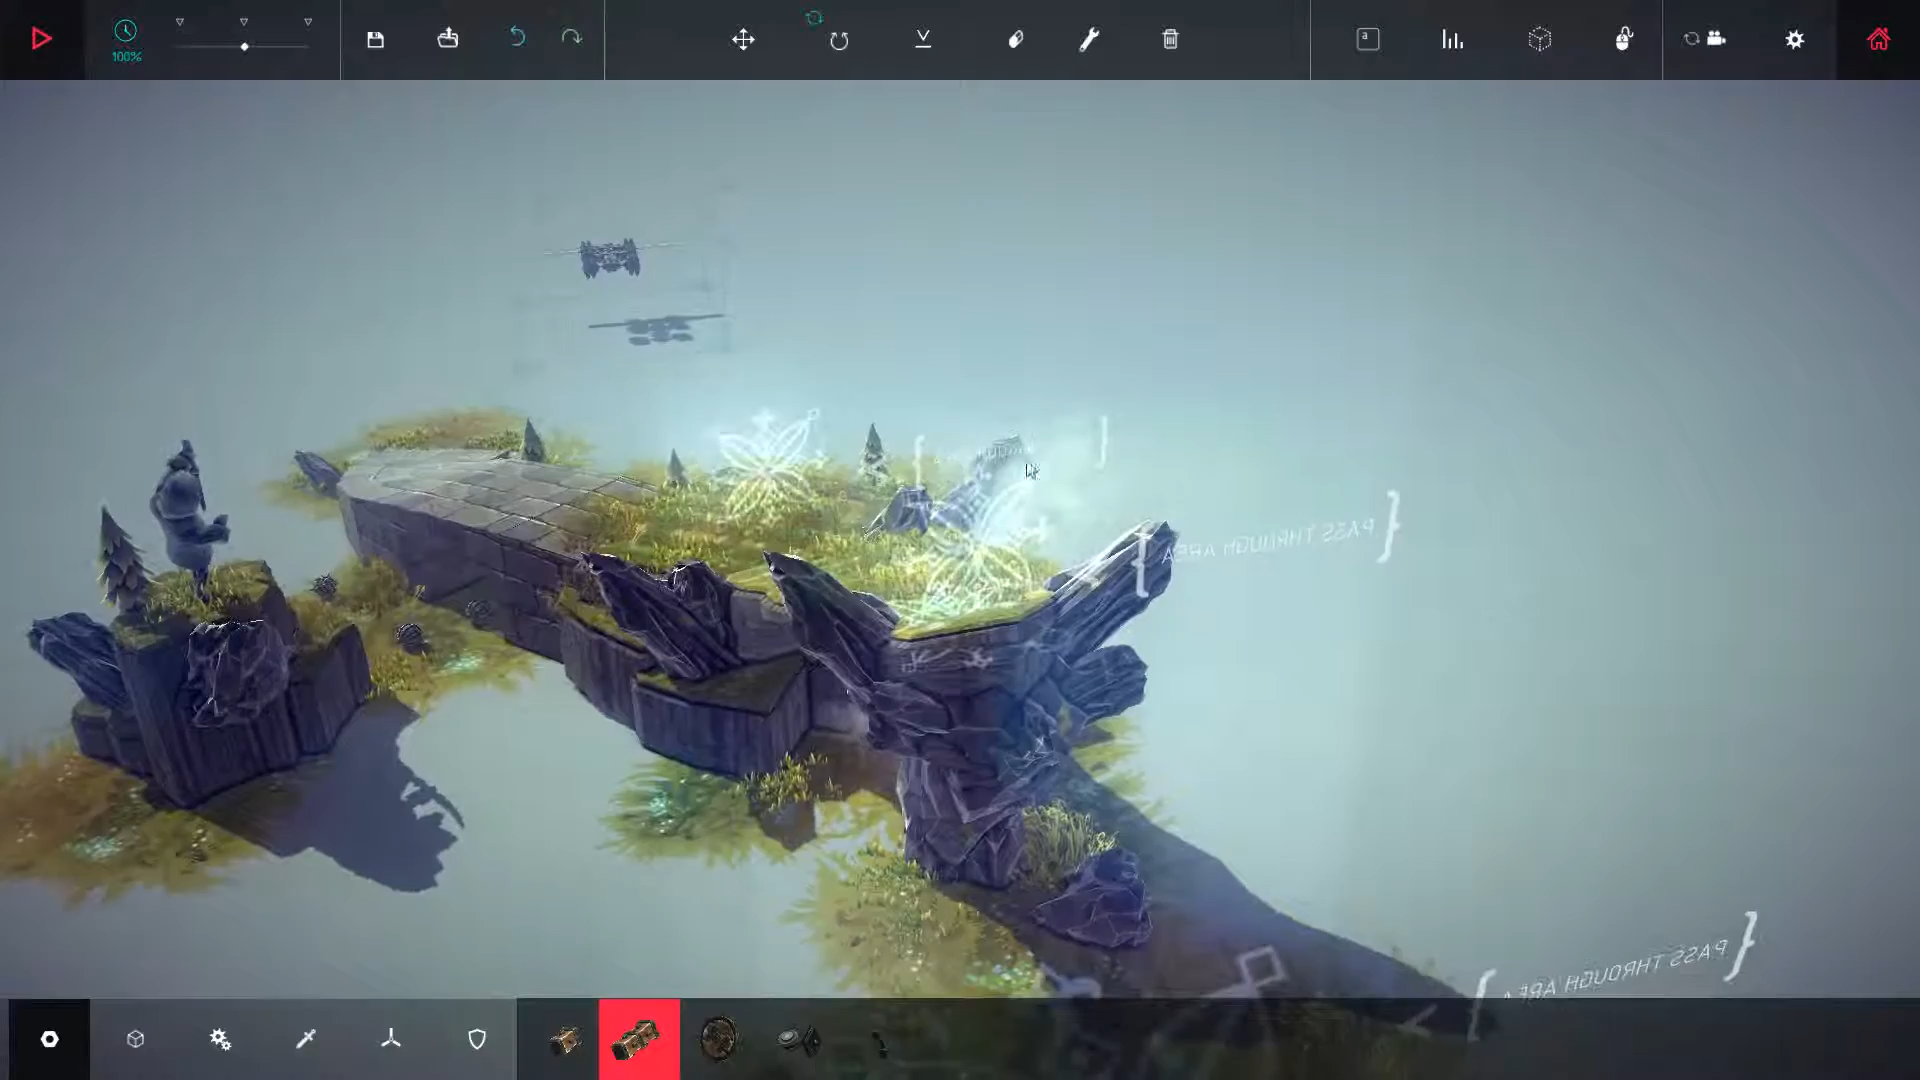 100%
a
{ PASS THROUGH AREA }
{ PASS THROUGH AREA }